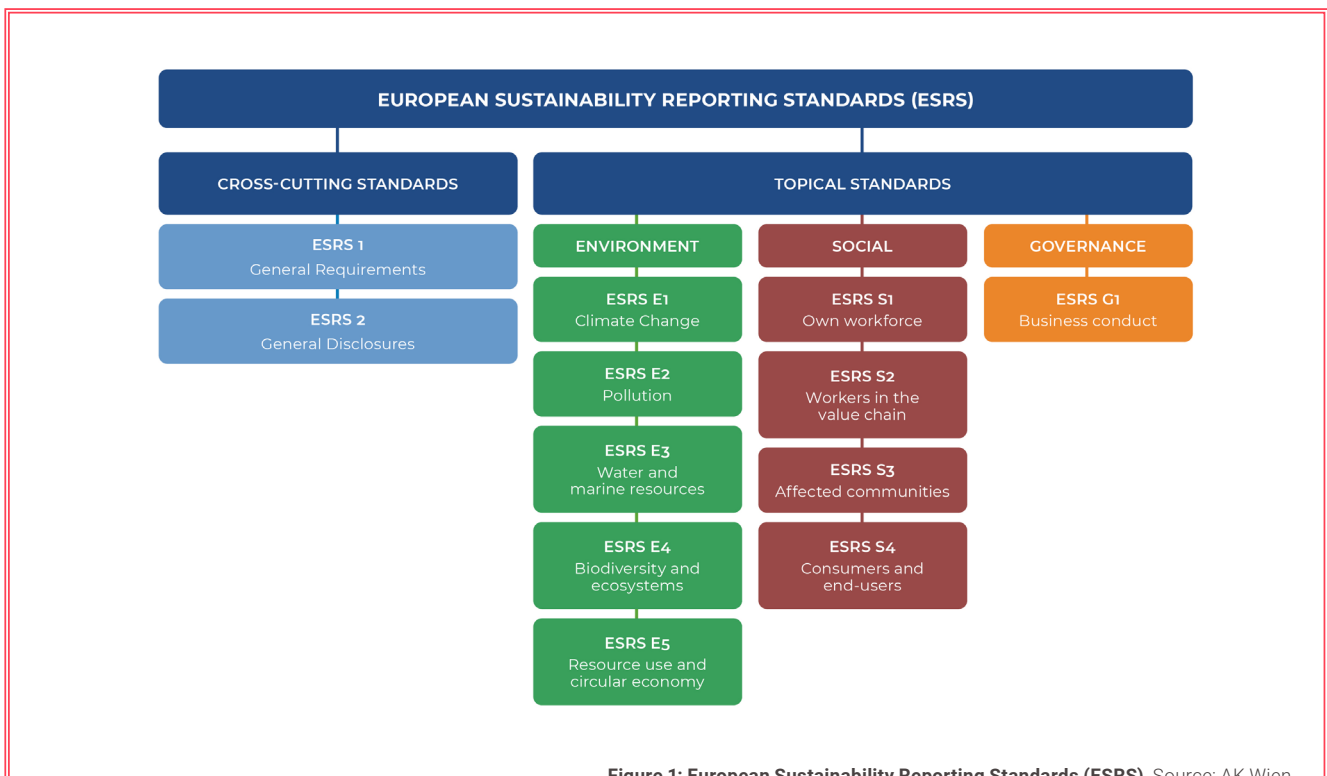 EUROPEAN SUSTAINABILITY REPORTING STANDARDS (ESRS)
CROSS-CUTTING STANDARDS
ESRS 1
General Requirements
ESRS 2
General Disclosures
TOPICAL STANDARDS
ENVIRONMENT
ESRS E1
Climate Change
ESRS E2
Pollution
ESRS E3
Water and
marine resources
ESRS E4
Biodiversity and
ecosystems
ESRS E5
Resource use and
circular economy
SOCIAL
ESRS S1
Own workforce
ESRS S2
Workers in the
value chain
ESRS S3
Affected communities
ESRS S4
Consumers and
end-users
GOVERNANCE
ESRS G1
Business conduct
Figure 1: European Sustainability Reporting Standards (ESRS). Source: AK Wien